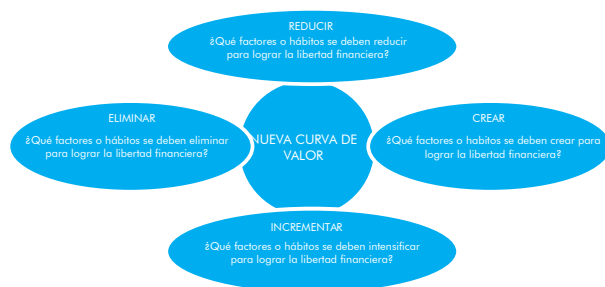 REDUCIR
¿Qué factores o hábitos se deben reducir
para lograr la libertad financiera?
ELIMINAR
¿Qué factores o hábitos se deben eliminar
para lograr la libertad financiera?
NUEVA CURVA DE
VALOR
CREAR
¿Qué factores o habitos se deben crear para
lograr la libertad financiera?
INCREMENTAR
¿Qué factores o hábitos se deben intensificar
para lograr la libertad financiera?